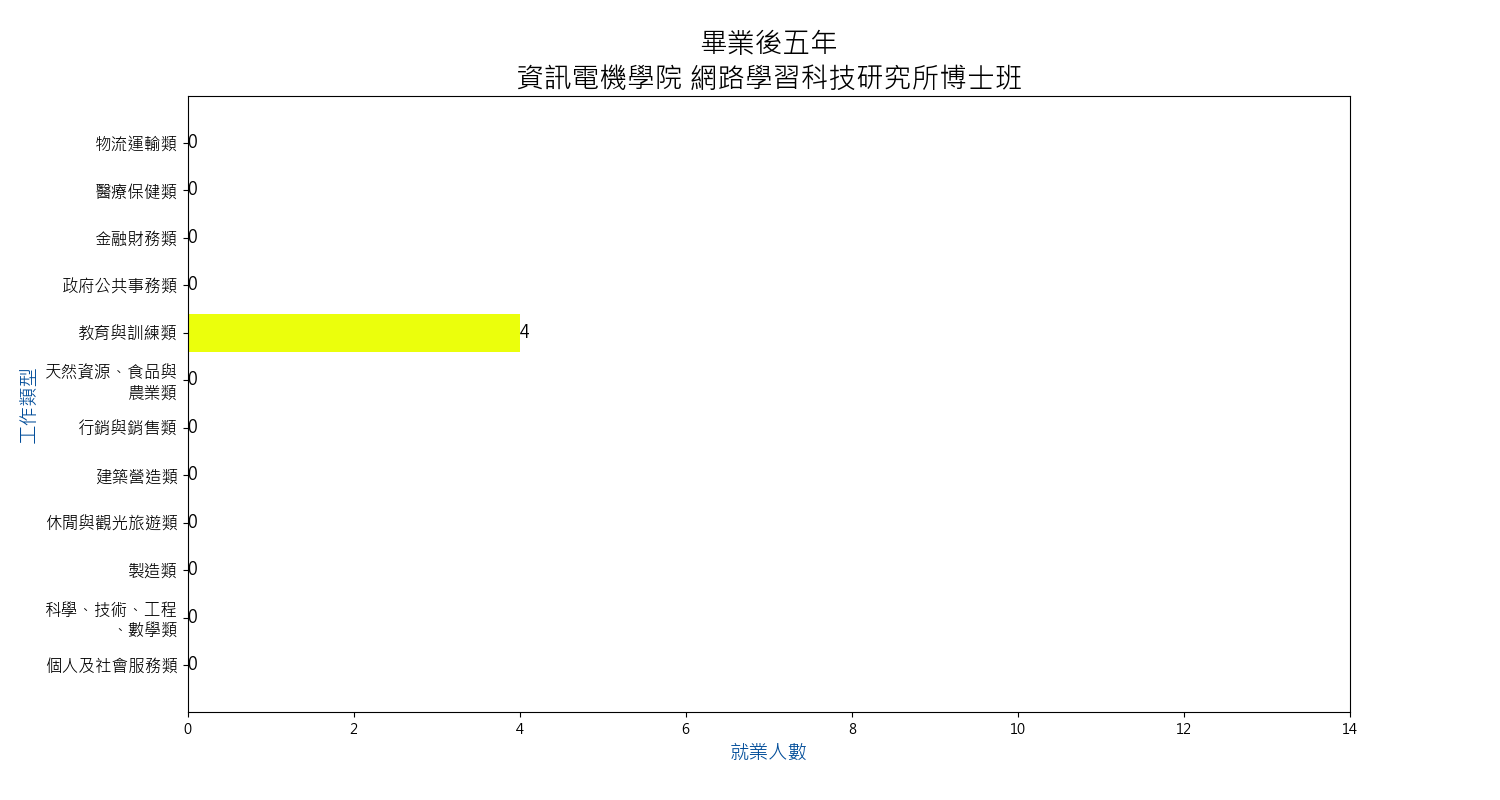 畢業後五年
資訊電機學院 網路學習科技研究所博士班
工作類型
物流運輸類 0
醫療保健類 0
金融財務類 0
政府公共事務類 0
教育與訓練類 4
天然資源、食品與
農業類 0
行銷與銷售類 0
建築營造類 0
休閒與觀光旅遊類 0
製造類 0
科學、技術、工程
、數學類 0
個人及社會服務類 0
0 2 4 6 8 10 12 14
就業人數